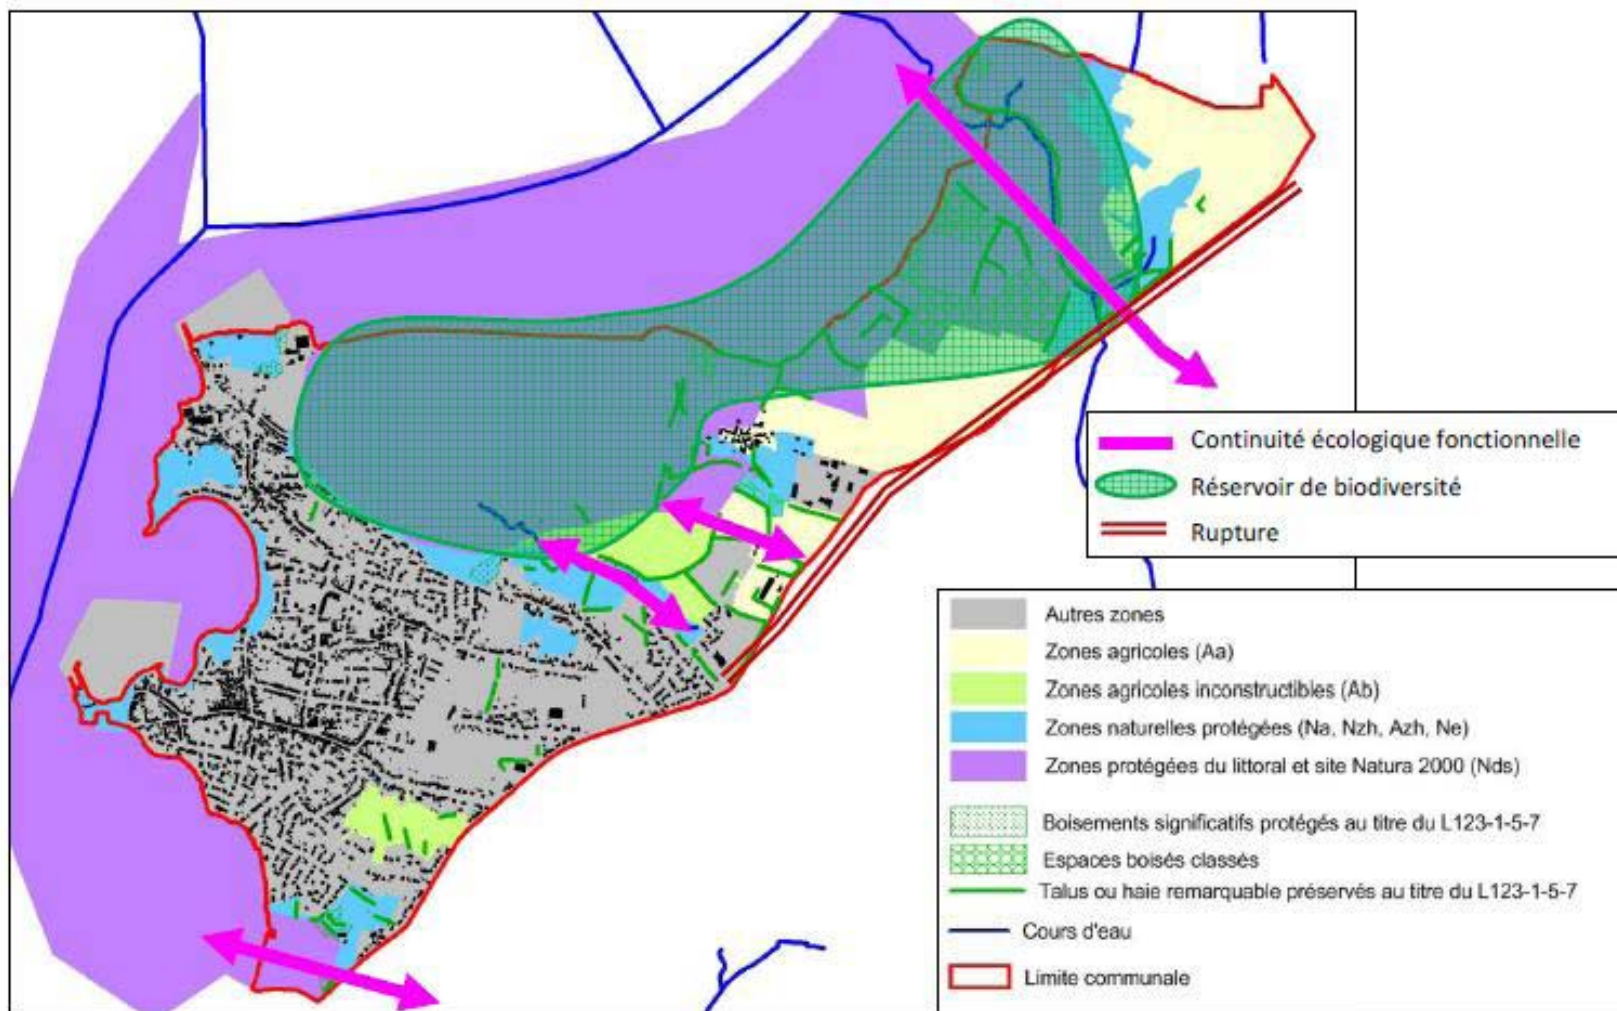 Continuité écologique fonctionnelle
Réservoir de biodiversité
Rupture
Autres zones
Zones agricoles (Aa)
Zones agricoles inconstructibles (Ab)
Zones naturelles protégées (Na, Nzh, Azh, Ne)
Zones protégées du littoral et site Natura 2000 (Nds)
Boisements significatifs protégés au titre du L123-1-5-7
Espaces boisés classés
Talus ou haie remarquable préservés au titre du L123-1-5-7
Cours d'eau
Limite communale